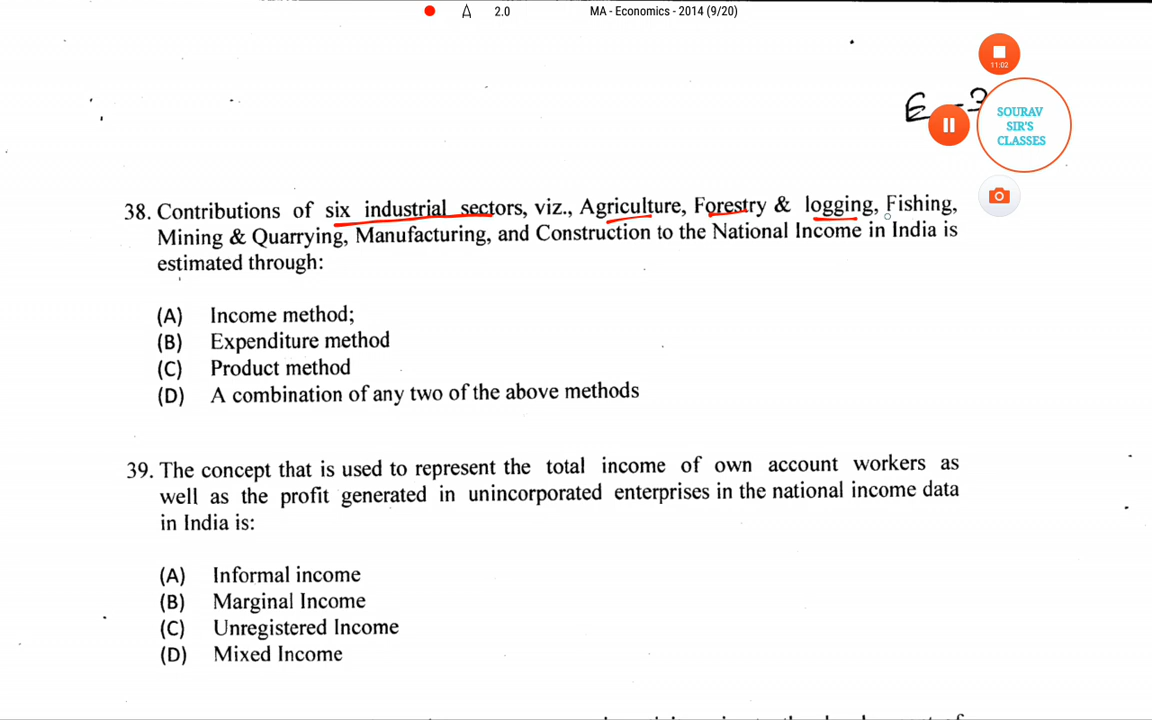 A 2.0 MA - Economics - 2014 (9/20)
11:02
E - 3
SOURAV
SIR'S
CLASSES
38. Contributions of six industrial sectors, viz., Agriculture, Forestry & logging, Fishing,
Mining & Quarrying, Manufacturing, and Construction to the National Income in India is
estimated through:
(A) Income method;
(B) Expenditure method
(C) Product method
(D) A combination of any two of the above methods
39. The concept that is used to represent the total income of own account workers as
well as the profit generated in unincorporated enterprises in the national income data
in India is:
(A) Informal income
(B) Marginal Income
(C) Unregistered Income
(D) Mixed Income